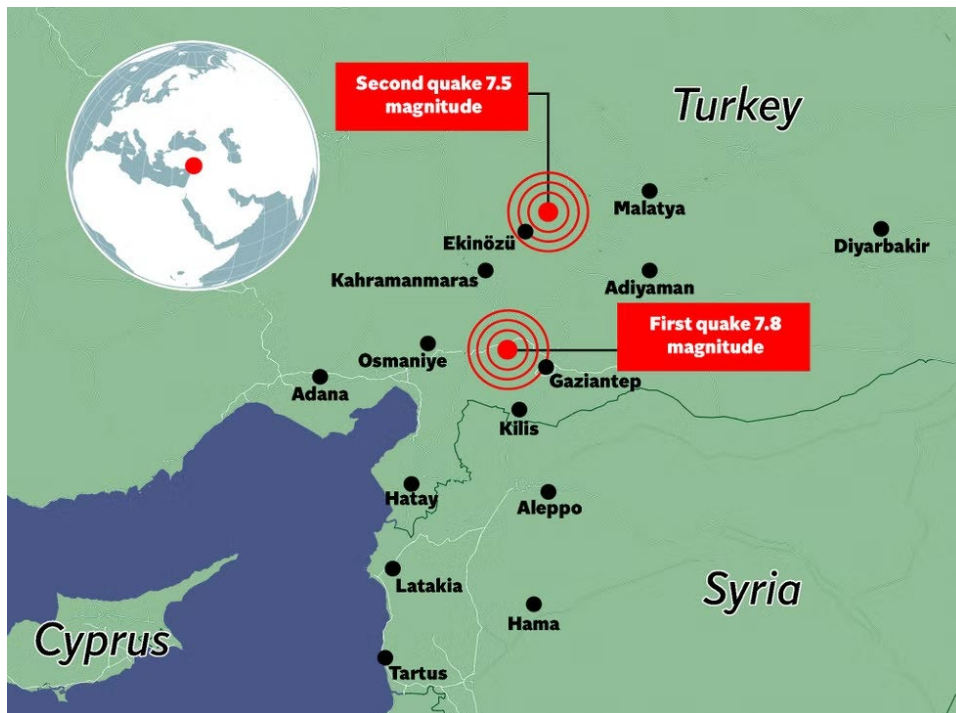 Second quake 7.5
magnitude
Turkey
Malatya
Ekinözü
Diyarbakir
Kahramanmaras
Adiyaman
First quake 7.8
magnitude
Osmaniye
Gaziantep
Adana
Kilis
Hatay
Aleppo
Latakia
Syria
Hama
Cyprus
Tartus